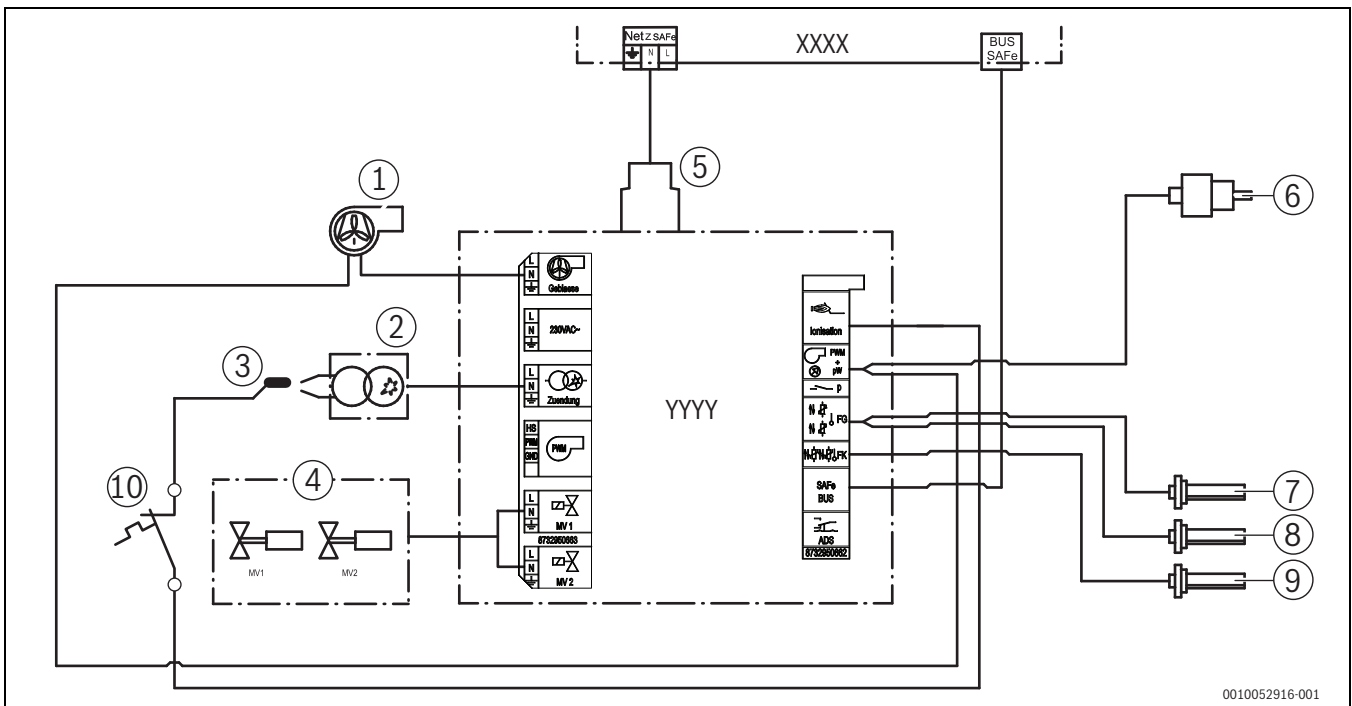 Netz SAFe
N L
XXXX
BUS
SAFe
5
1
6
L
N
Geblaese
L
N
230VAC~
2
3
L
N
Zuendung
YYYY
HS
PWM
GND
PWM
10
4
MV1
MV2
L
N
MV 1
8732950663
L
N
MV 2
Ionisation
PWM
+
pW
p
FG
FK
SAFe
BUS
ADS
8732950662
7
8
9
0010052916-001